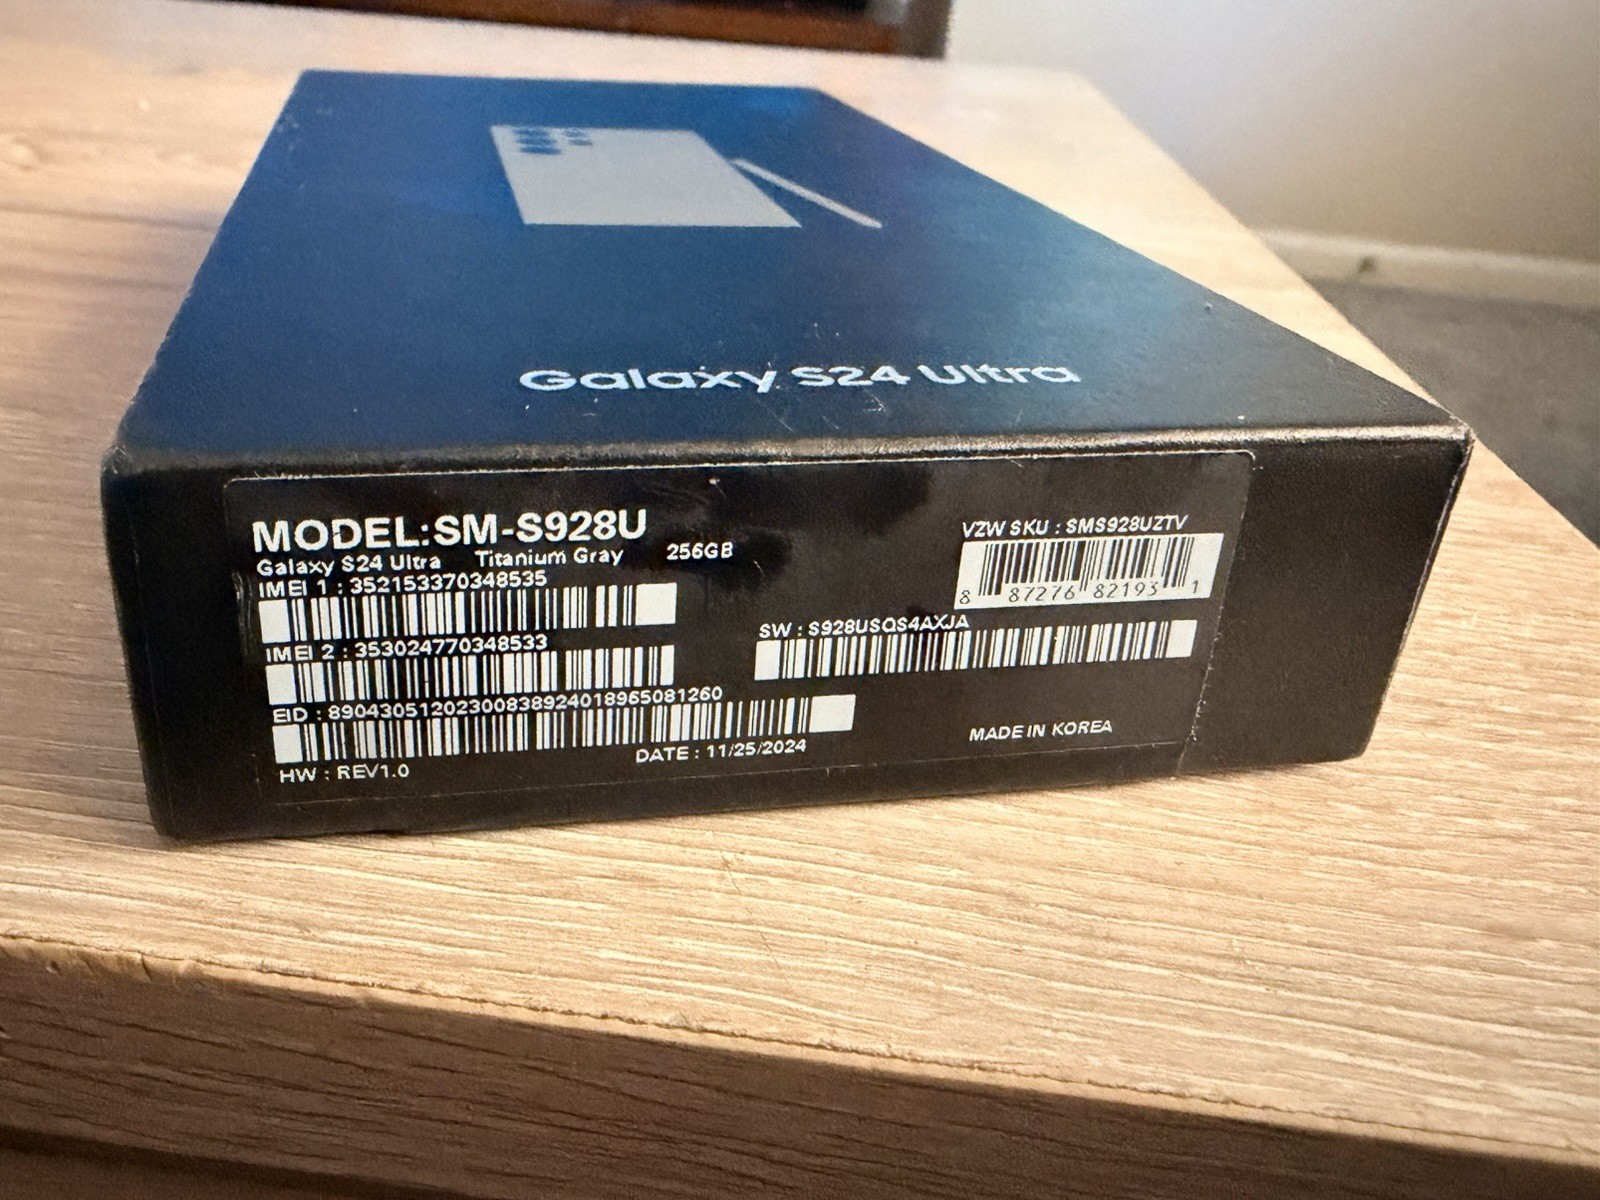 Galaxy S24 Ultra
MODEL:SM-S928U
Galaxy S24 Ultra Titanium Gray 256GB
IMEI 1 : 352153370348535
IMEI 2 : 353024770348533
EID : 89043051202300838924018965081260
HW : REV1.0
DATE : 11/25/2024
VZW SKU : SMS928UZTV
8 87276 82193 1
SW : S928USQS4AXJA
MADE IN KOREA